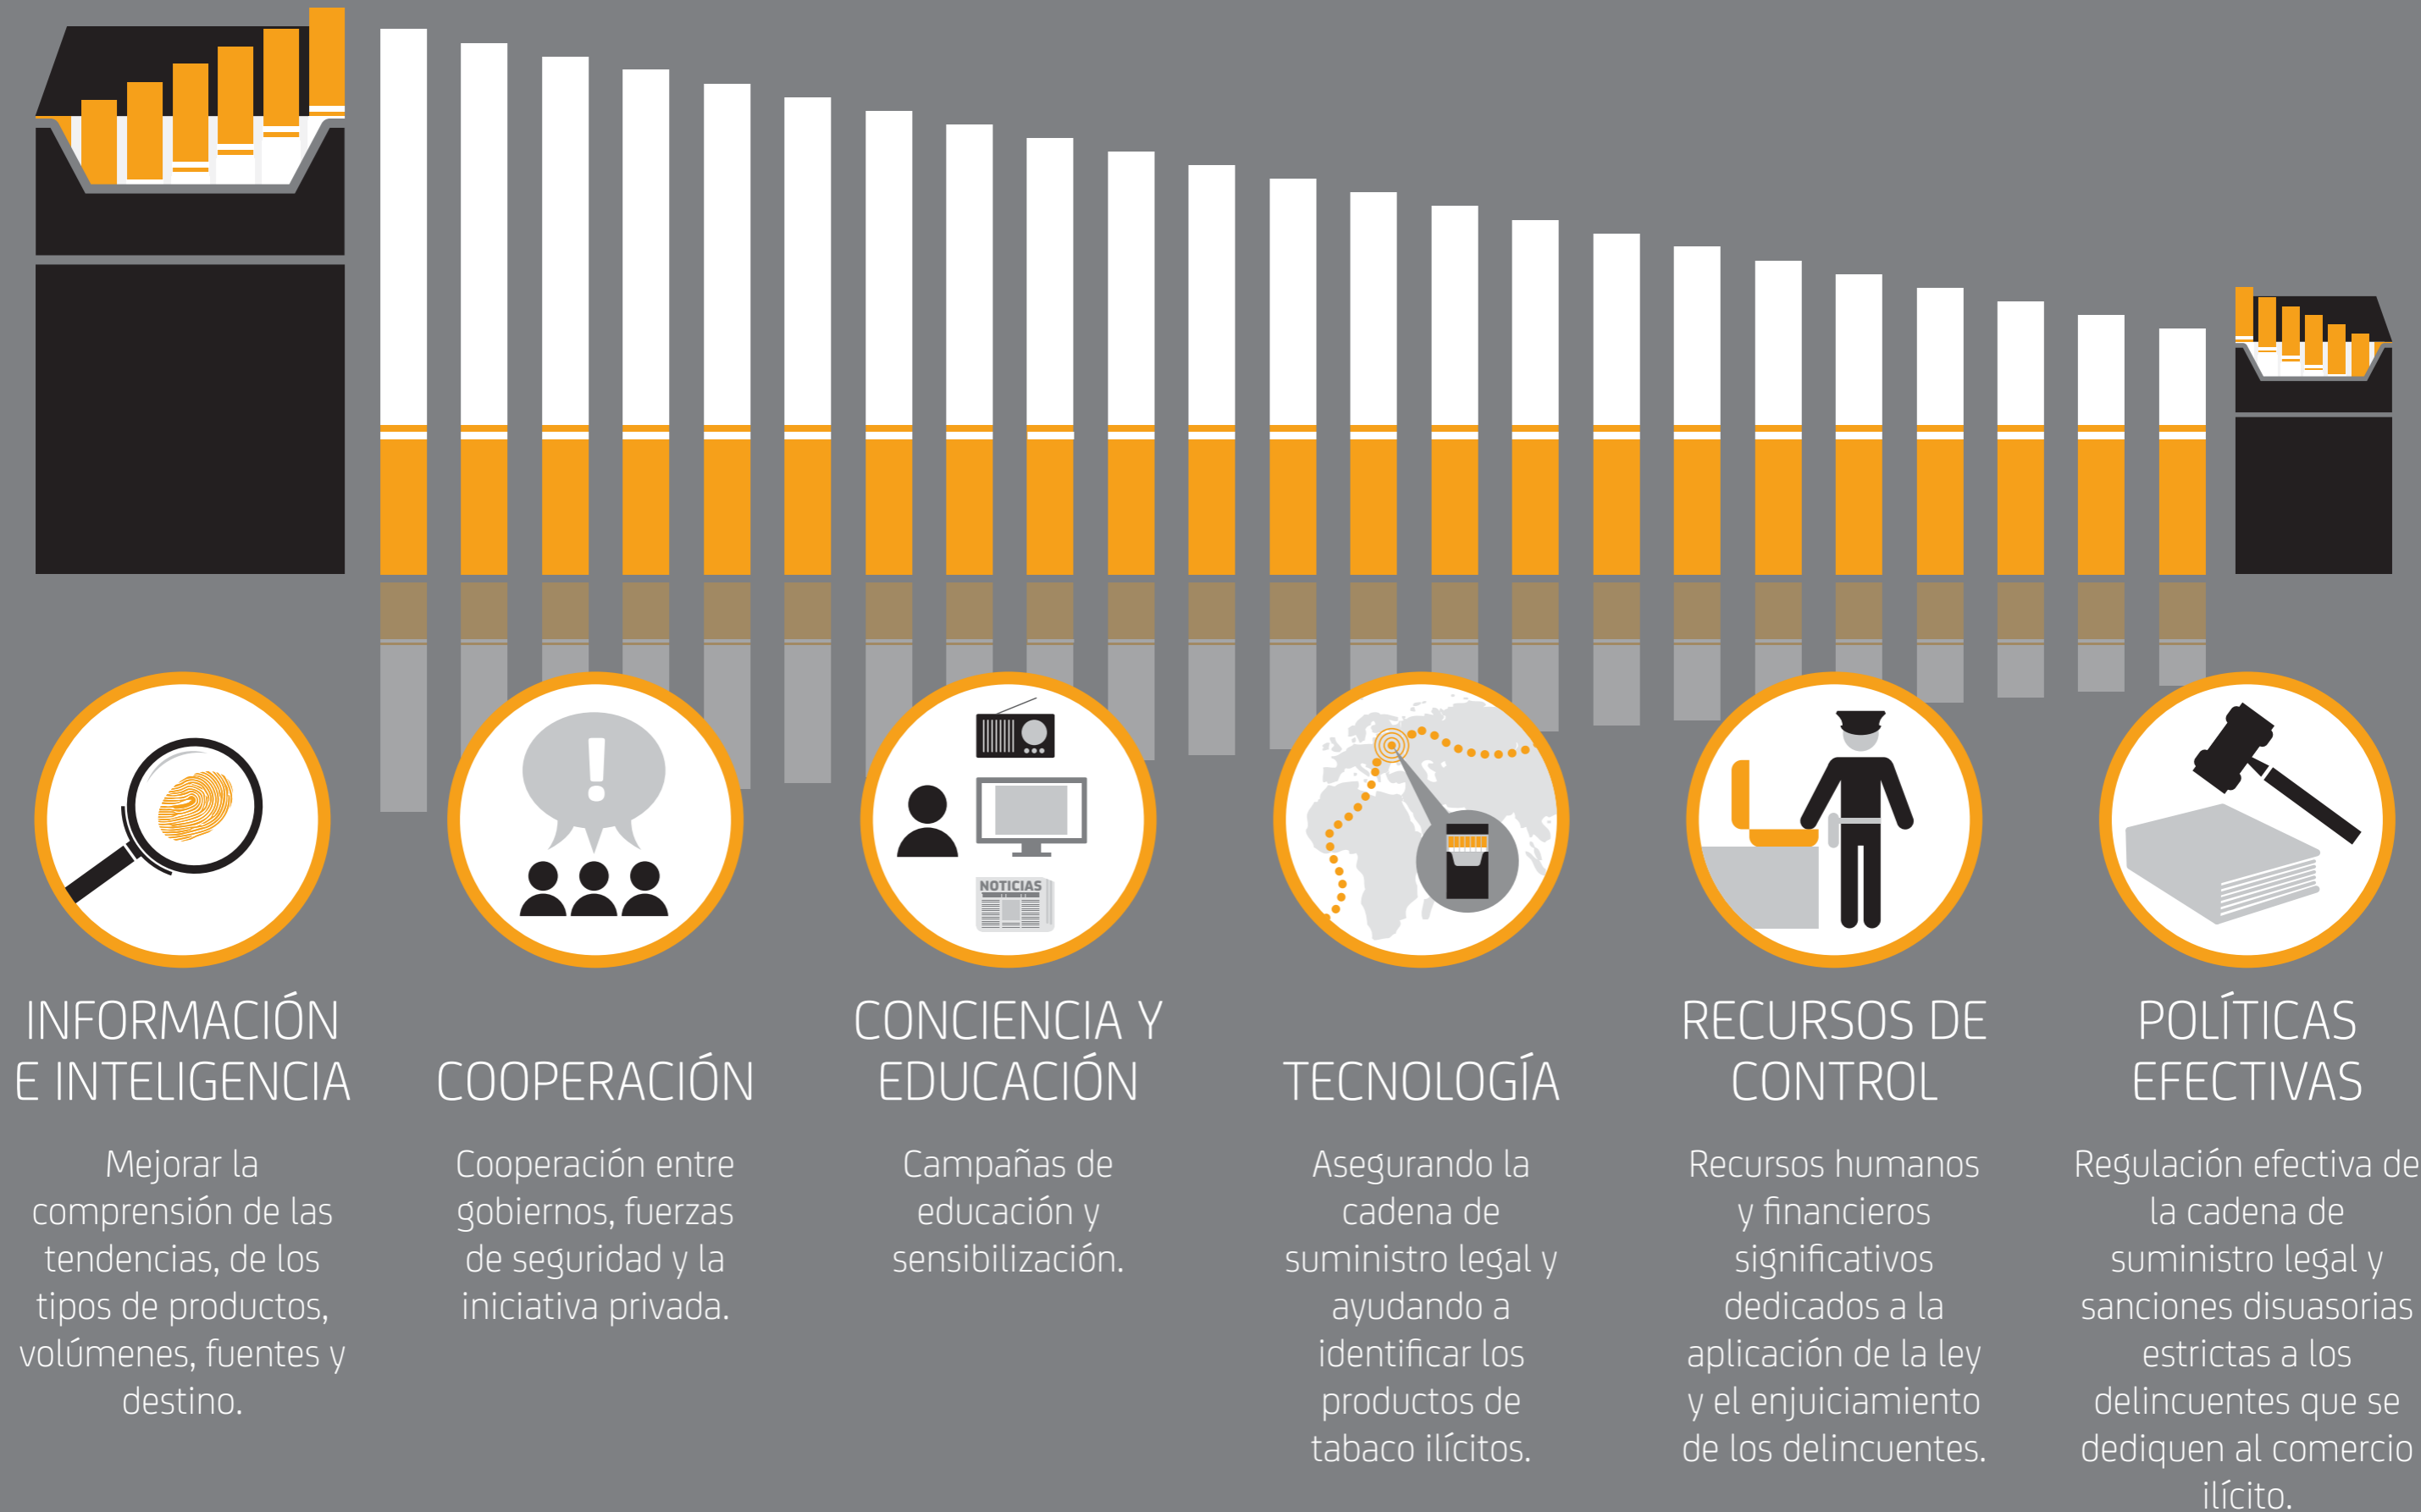 NOTICIAS
INFORMACIÓN
E INTELIGENCIA
Mejorar la
comprensión de las
tendencias, de los
tipos de productos,
volúmenes, fuentes y
destino.
COOPERACIÓN
Cooperación entre
gobiernos, fuerzas
de seguridad y la
iniciativa privada.
CONCIENCIA Y
EDUCACIÓN
Campañas de
educación y
sensibilización.
TECNOLOGÍA
Asegurando la
cadena de
suministro legal y
ayudando a
identificar los
productos de
tabaco ilícitos.
RECURSOS DE
CONTROL
Recursos humanos
y financieros
significativos
dedicados a la
aplicación de la ley
y el enjuiciamiento
de los delincuentes.
POLÍTICAS
EFECTIVAS
Regulación efectiva de
la cadena de
suministro legal y
sanciones disuasorias
estrictas a los
delincuentes que se
dediquen al comercio
ilícito.